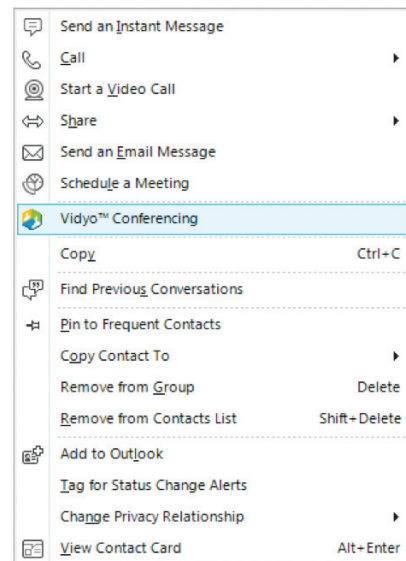 Send an Instant Message
Call
Start a Video Call
Share
Send an Email Message
Schedule a Meeting
Vidyo™ Conferencing
Copy Ctrl+C
Find Previous Conversations
Pin to Frequent Contacts
Copy Contact To
Remove from Group Delete
Remove from Contacts List Shift+Delete
Add to Outlook
Tag for Status Change Alerts
Change Privacy Relationship
View Contact Card Alt+Enter